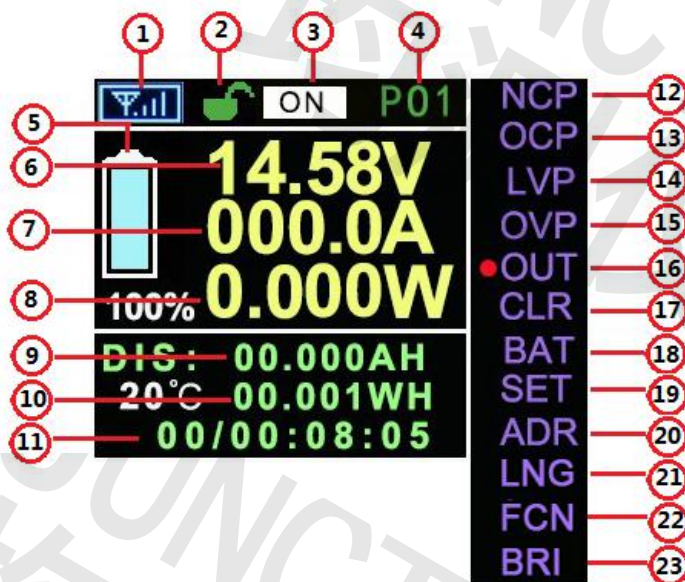 1 2 3 4
ON P01
5
6 14.58V
7 000.0A
8 100% 0.000W
9 DIS: 00.000AH
10 20℃ 00.001WH
11 00/00:08:05
NCP 12
OCP 13
LVP 14
OVP 15
OUT 16
CLR 17
BAT 18
SET 19
ADR 20
LNG 21
FCN 22
BRI 23